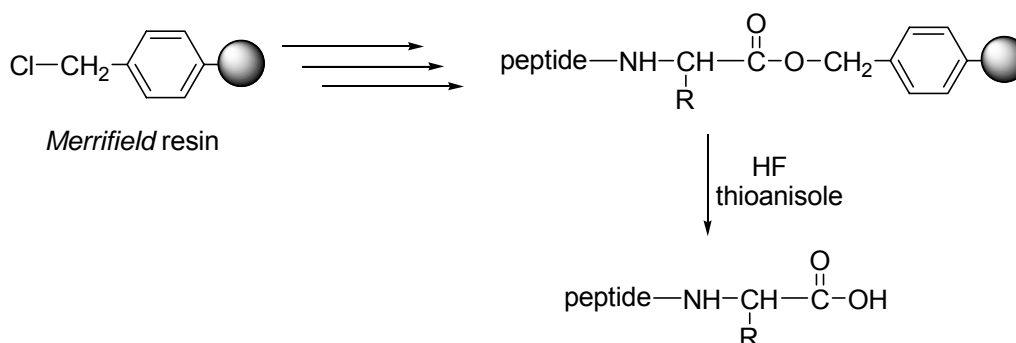 Cl—CH₂
Merrifield resin
peptide—NH—CH—C—O—CH₂
O
R
HF
thioanisole
peptide—NH—CH—C—OH
O
R